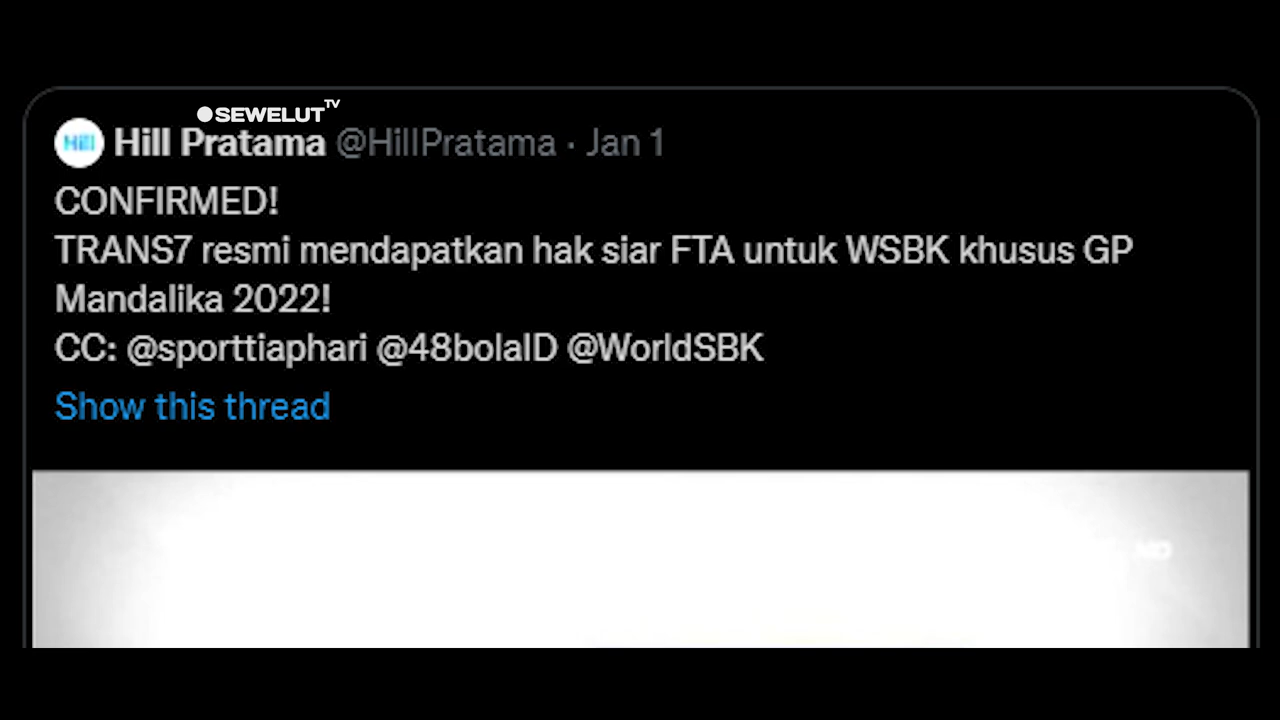 SEWELUT TV
Hill Hill Pratama @HillPratama · Jan 1
CONFIRMED!
TRANS7 resmi mendapatkan hak siar FTA untuk WSBK khusus GP
Mandalika 2022!
CC: @sporttiaphari @48bolaID @WorldSBK
Show this thread